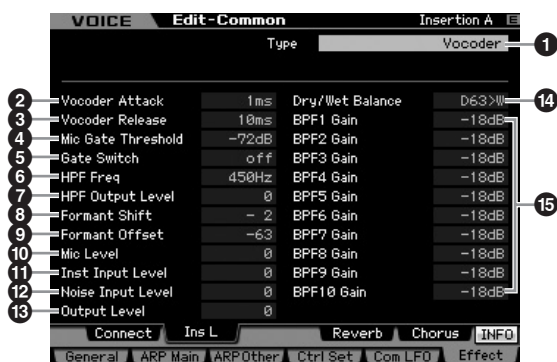 VOICE Edit-Common Insertion A E
Type Vocoder 1
2 Vocoder Attack 1ms Dry/Wet Balance D63>W 14
3 Vocoder Release 10ms BPF1 Gain -18dB
4 Mic Gate Threshold -72dB BPF2 Gain -18dB
5 Gate Switch off BPF3 Gain -18dB
6 HPF Freq 450Hz BPF4 Gain -18dB
7 HPF Output Level 0 BPF5 Gain -18dB
8 Formant Shift - 2 BPF6 Gain -18dB 15
9 Formant Offset -63 BPF7 Gain -18dB
10 Mic Level 0 BPF8 Gain -18dB
11 Inst Input Level 0 BPF9 Gain -18dB
12 Noise Input Level 0 BPF10 Gain -18dB
13 Output Level 0
Connect Ins L Reverb Chorus INFO
General ARP Main ARP Other Ctrl Set Com LFO Effect